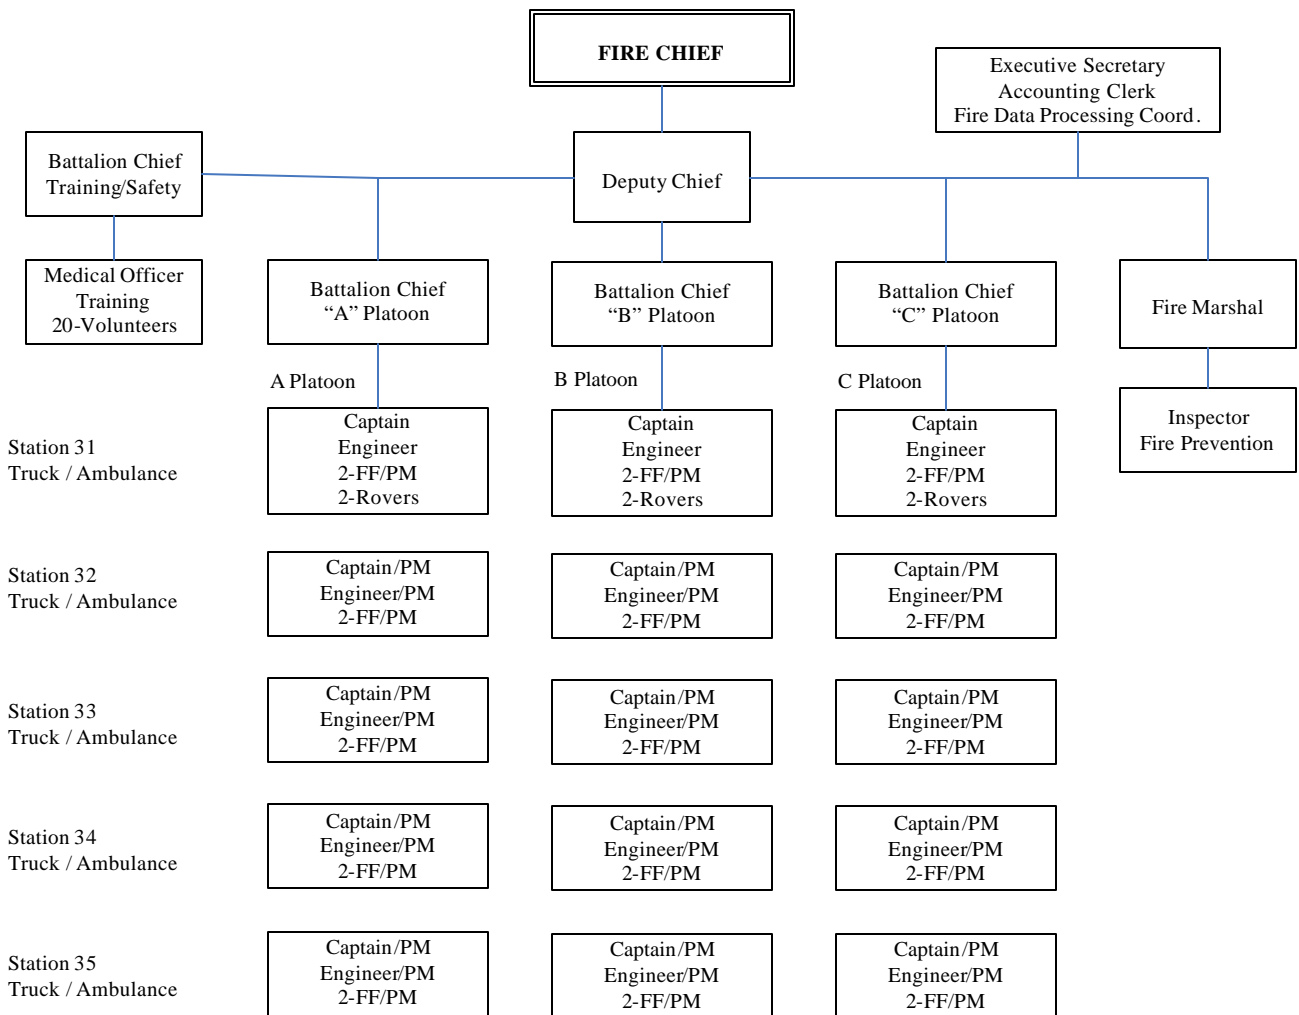 FIRE CHIEF
Executive Secretary
Accounting Clerk
Fire Data Processing Coord.
Battalion Chief
Training/Safety
Deputy Chief
Medical Officer
Training
20-Volunteers
Battalion Chief
“A” Platoon
Battalion Chief
“B” Platoon
Battalion Chief
“C” Platoon
Fire Marshal
A Platoon
B Platoon
C Platoon
Inspector
Fire Prevention
Station 31
Truck / Ambulance
Captain
Engineer
2-FF/PM
2-Rovers
Captain
Engineer
2-FF/PM
2-Rovers
Captain
Engineer
2-FF/PM
2-Rovers
Station 32
Truck / Ambulance
Captain/PM
Engineer/PM
2-FF/PM
Captain/PM
Engineer/PM
2-FF/PM
Captain/PM
Engineer/PM
2-FF/PM
Station 33
Truck / Ambulance
Captain/PM
Engineer/PM
2-FF/PM
Captain/PM
Engineer/PM
2-FF/PM
Captain/PM
Engineer/PM
2-FF/PM
Station 34
Truck / Ambulance
Captain/PM
Engineer/PM
2-FF/PM
Captain/PM
Engineer/PM
2-FF/PM
Captain/PM
Engineer/PM
2-FF/PM
Station 35
Truck / Ambulance
Captain/PM
Engineer/PM
2-FF/PM
Captain/PM
Engineer/PM
2-FF/PM
Captain/PM
Engineer/PM
2-FF/PM